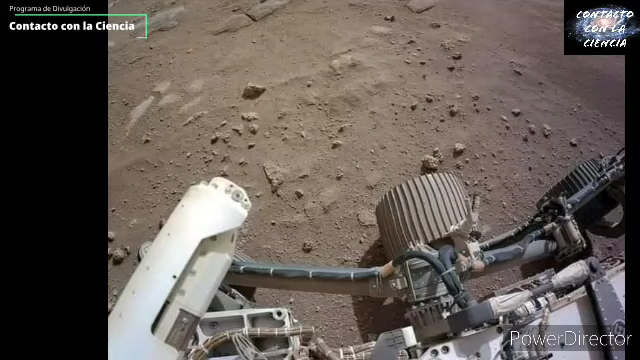 Programa de Divulgación
Contacto con la Ciencia
CONTACTO
CON LA
CIENCIA
PowerDirector